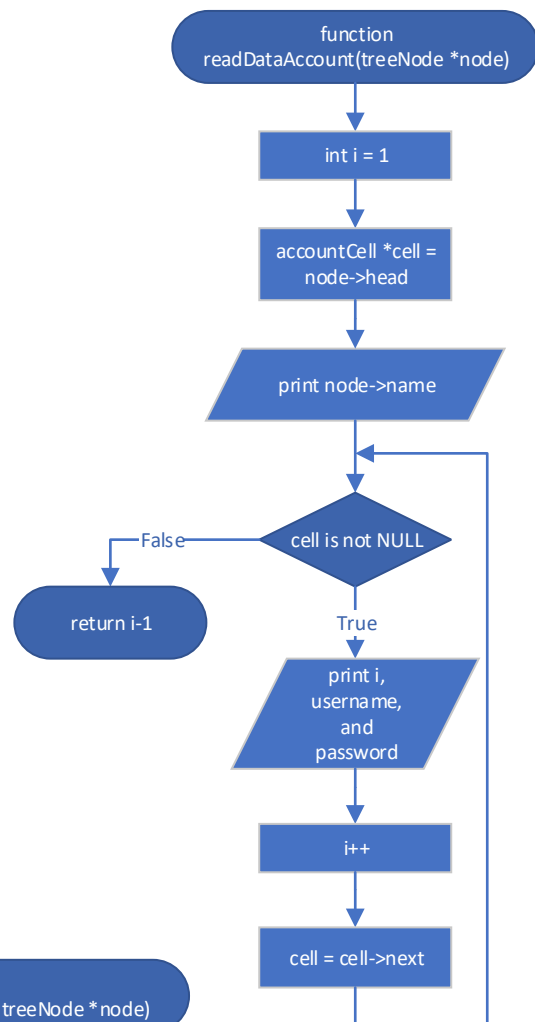 function
readDataAccount(treeNode *node)
int i = 1
accountCell *cell =
node->head
print node->name
cell is not NULL
False
return i-1
True
print i,
username,
and
password
i++
cell = cell->next
treeNode *node)